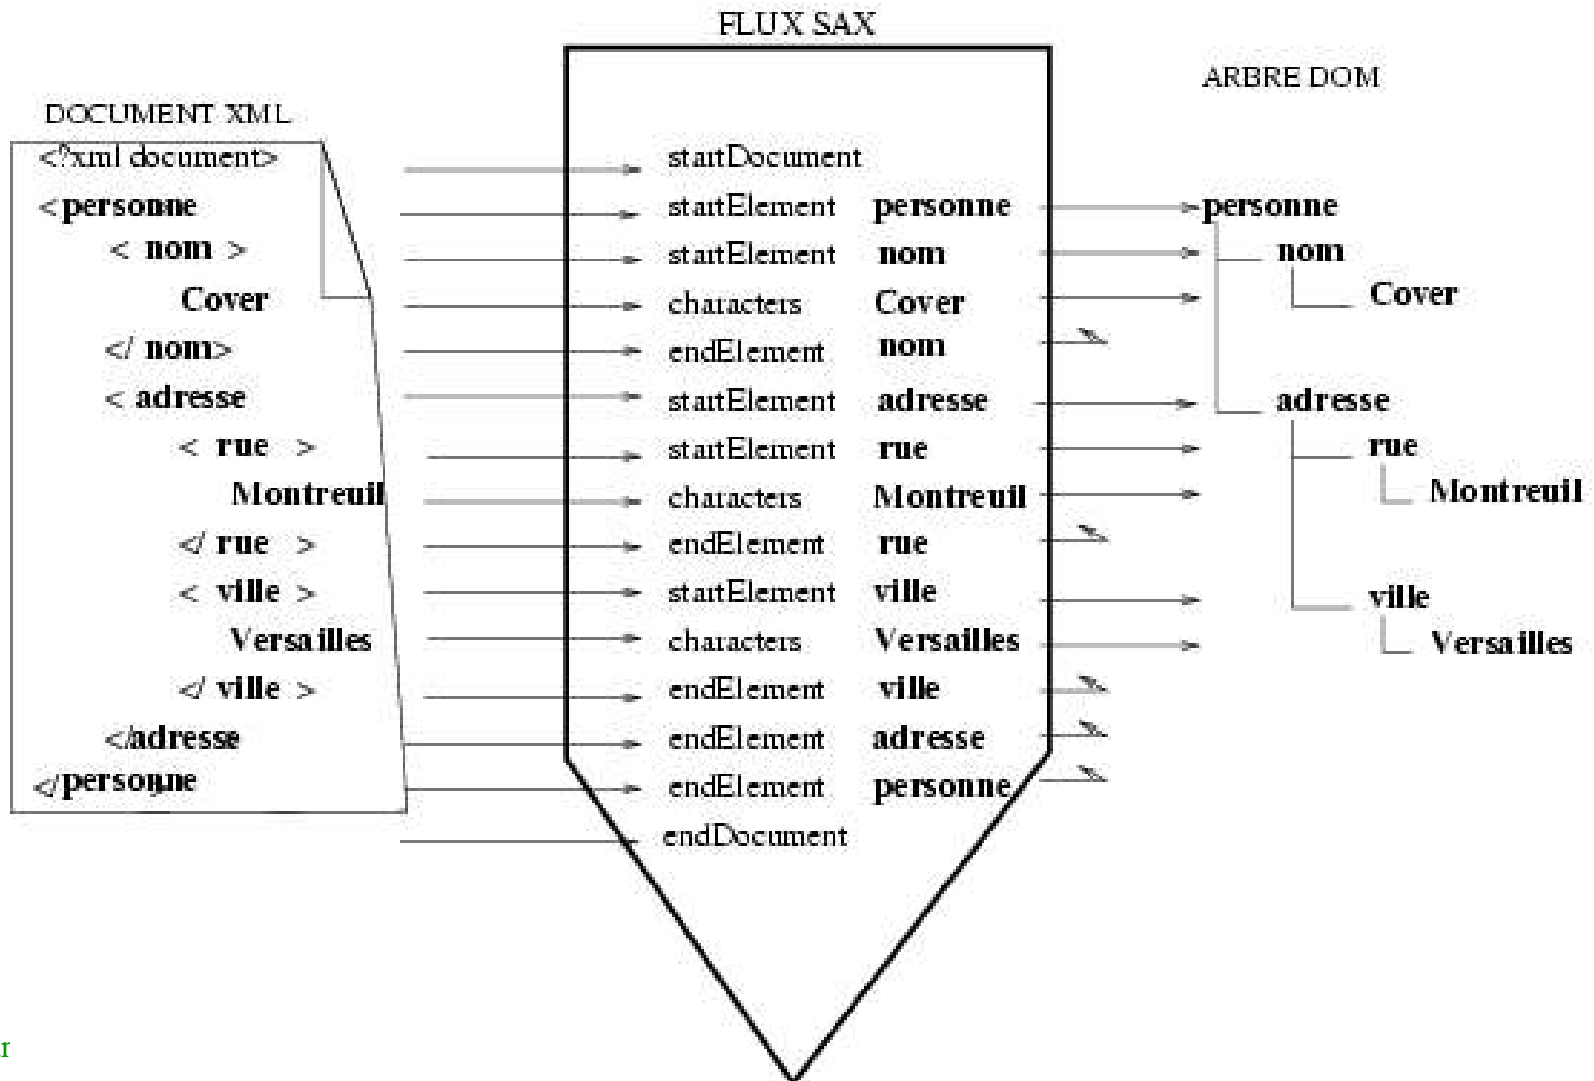 FLUX SAX
ARBRE DOM
DOCUMENT XML
<?xml document>
<personne
< nom >
Cover
</ nom>
< adresse
< rue >
Montreuil
</ rue >
< ville >
Versailles
</ ville >
</adresse
</personne
startDocument
startElement personne
startElement nom
characters Cover
endElement nom
startElement adresse
startElement rue
characters Montreuil
endElement rue
startElement ville
characters Versailles
endElement ville
endElement adresse
endElement personne
endDocument
personne
nom
Cover
adresse
rue
Montreuil
ville
Versailles